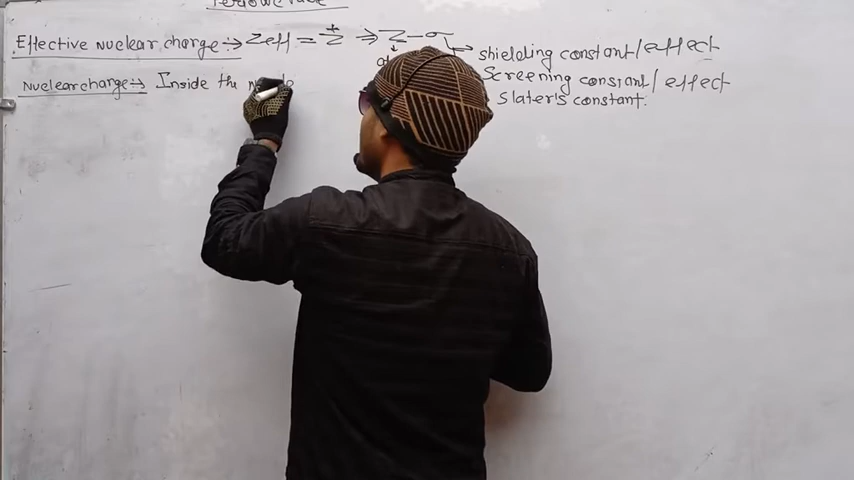 Effective nuclear charge :→ Zeff = Z* ⇒ Z - σ
shielding constant/effect
Nuclear charge :→ Inside the
Screening constant/effect
Slater's constant.